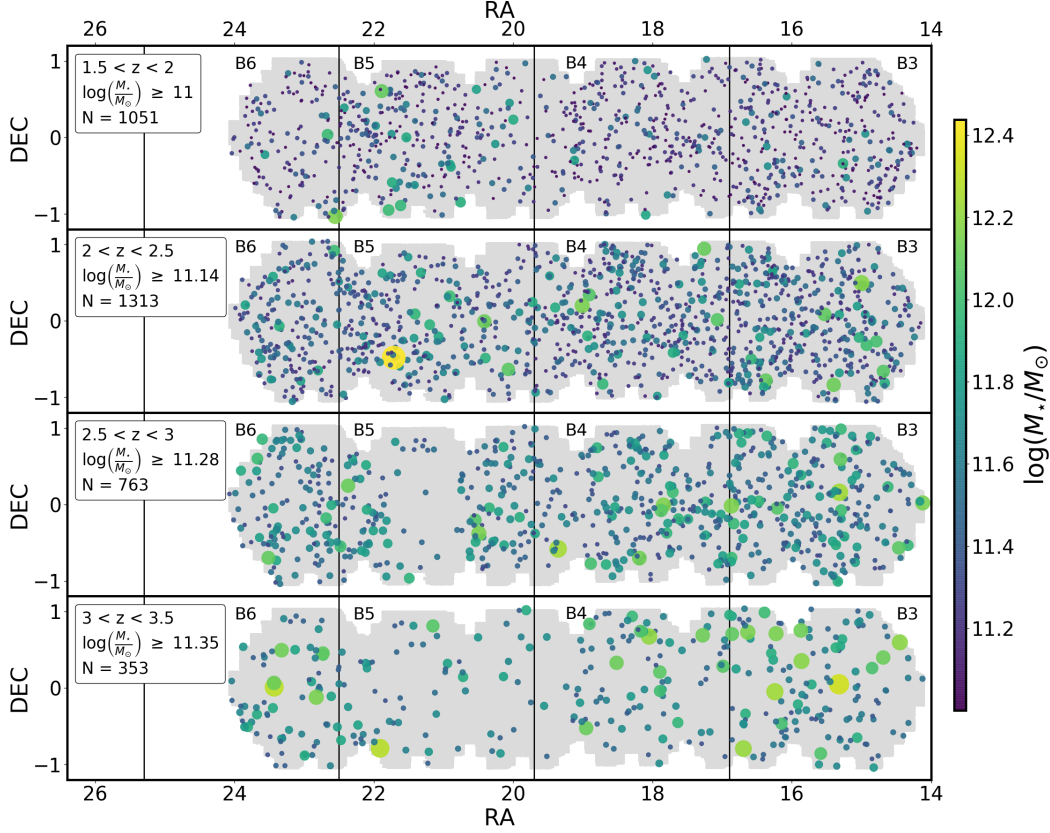 RA
26 24 22 20 18 16 14
1.5 < z < 2
log(M⋆/M⊙) ≥ 11
N = 1051
B6 B5 B4 B3
1
0
−1
DEC
2 < z < 2.5
log(M⋆/M⊙) ≥ 11.14
N = 1313
B6 B5 B4 B3
1
0
−1
DEC
2.5 < z < 3
log(M⋆/M⊙) ≥ 11.28
N = 763
B6 B5 B4 B3
1
0
−1
DEC
3 < z < 3.5
log(M⋆/M⊙) ≥ 11.35
N = 353
B6 B5 B4 B3
1
0
−1
DEC
26 24 22 20 18 16 14
RA
12.4
12.2
12.0
11.8
11.6
11.4
11.2
log(M⋆/M⊙)